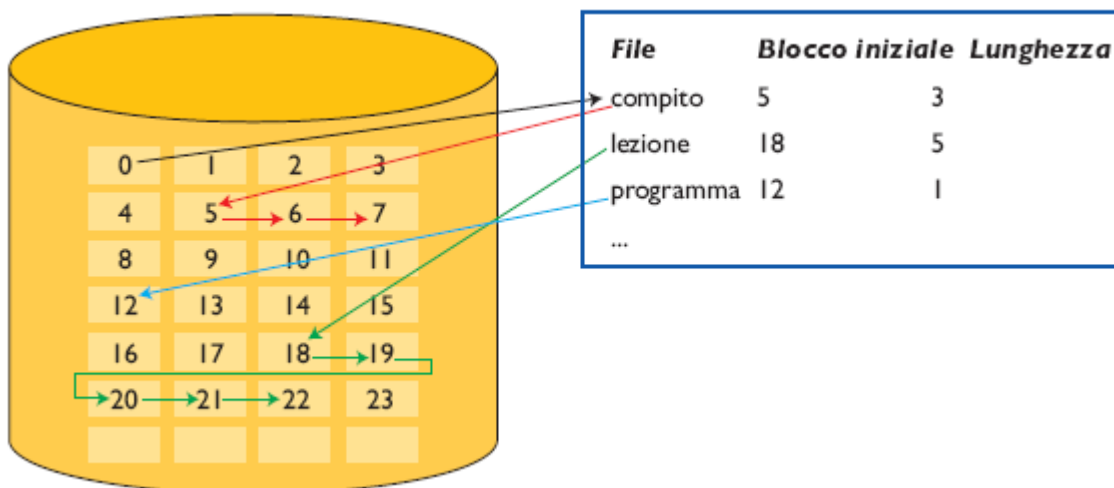 File Blocco iniziale Lunghezza
compito 5 3
lezione 18 5
programma 12 1
...
0 1 2 3
4 5 6 7
8 9 10 11
12 13 14 15
16 17 18 19
20 21 22 23